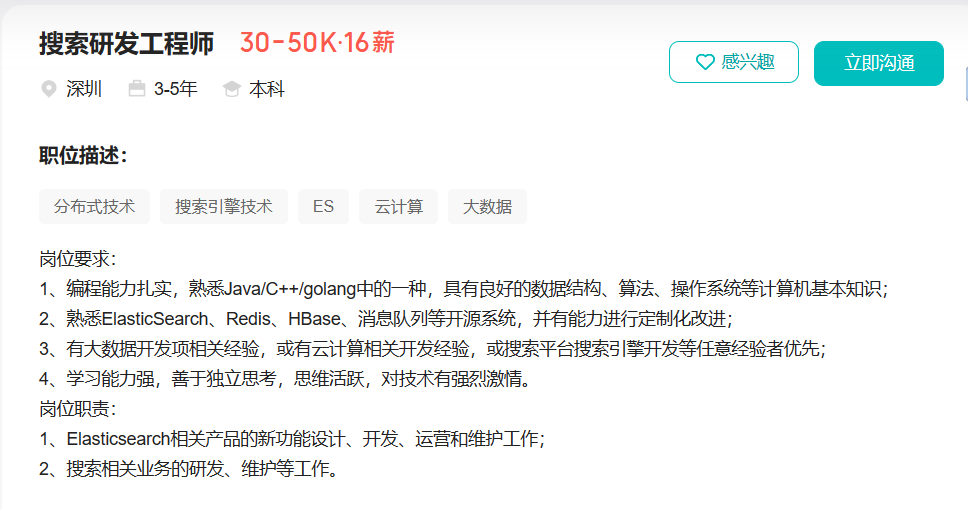 搜索研发工程师 30-50K·16薪
感兴趣 立即沟通
深圳 3-5年 本科
职位描述：
分布式技术 搜索引擎技术 ES 云计算 大数据
岗位要求：
1、编程能力扎实，熟悉Java/C++/golang中的一种，具有良好的数据结构、算法、操作系统等计算机基本知识；
2、熟悉ElasticSearch、Redis、HBase、消息队列等开源系统，并有能力进行定制化改进；
3、有大数据开发项相关经验，或有云计算相关开发经验，或搜索平台搜索引擎开发等任意经验者优先；
4、学习能力强，善于独立思考，思维活跃，对技术有强烈激情。
岗位职责：
1、Elasticsearch相关产品的新功能设计、开发、运营和维护工作；
2、搜索相关业务的研发、维护等工作。